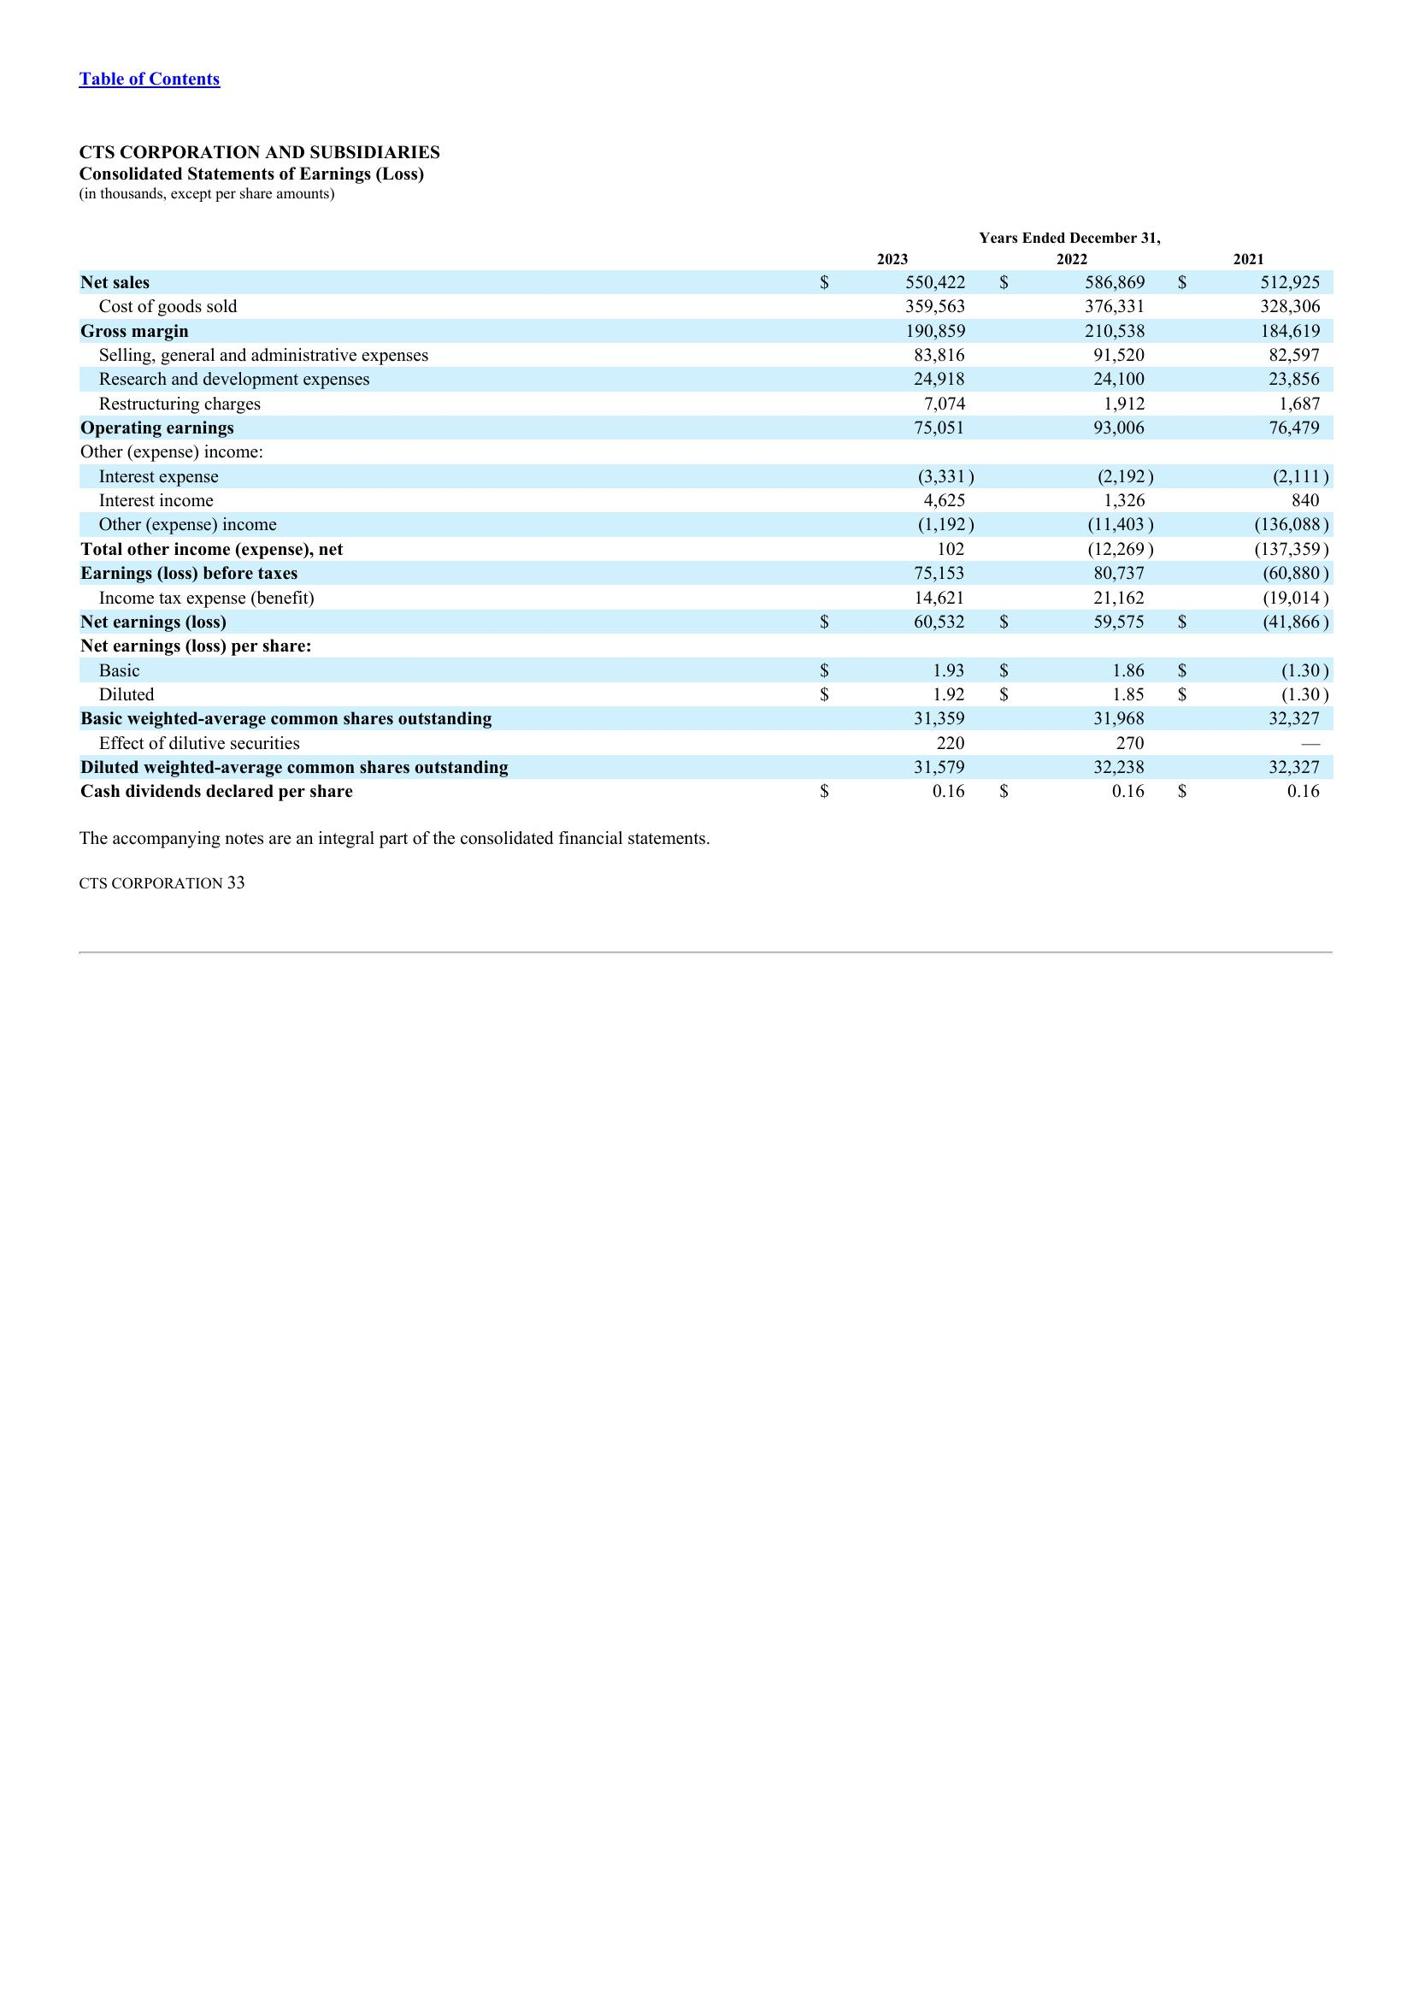 Table of Contents
CTS CORPORATION AND SUBSIDIARIES
Consolidated Statements of Earnings (Loss)
(in thousands, except per share amounts)
Years Ended December 31,
2023 2022 2021
Net sales $ 550,422 $ 586,869 $ 512,925
Cost of goods sold 359,563 376,331 328,306
Gross margin 190,859 210,538 184,619
Selling, general and administrative expenses 83,816 91,520 82,597
Research and development expenses 24,918 24,100 23,856
Restructuring charges 7,074 1,912 1,687
Operating earnings 75,051 93,006 76,479
Other (expense) income:
Interest expense (3,331) (2,192) (2,111)
Interest income 4,625 1,326 840
Other (expense) income (1,192) (11,403) (136,088)
Total other income (expense), net 102 (12,269) (137,359)
Earnings (loss) before taxes 75,153 80,737 (60,880)
Income tax expense (benefit) 14,621 21,162 (19,014)
Net earnings (loss) $ 60,532 $ 59,575 $ (41,866)
Net earnings (loss) per share:
Basic $ 1.93 $ 1.86 $ (1.30)
Diluted $ 1.92 $ 1.85 $ (1.30)
Basic weighted-average common shares outstanding 31,359 31,968 32,327
Effect of dilutive securities 220 270 —
Diluted weighted-average common shares outstanding 31,579 32,238 32,327
Cash dividends declared per share $ 0.16 $ 0.16 $ 0.16
The accompanying notes are an integral part of the consolidated financial statements.
CTS CORPORATION 33